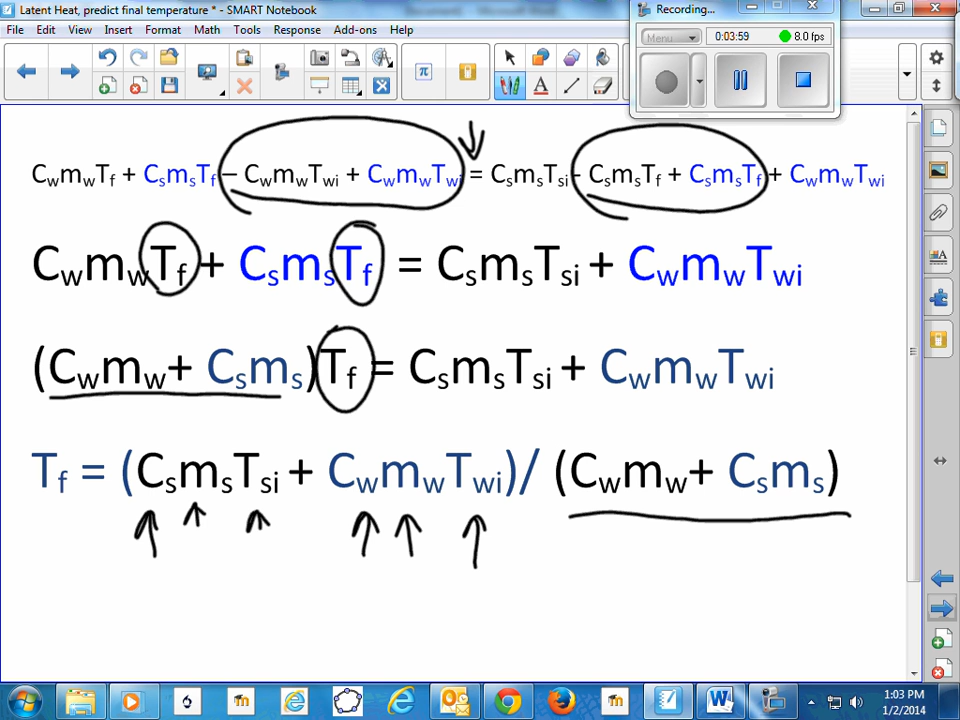 Latent Heat, predict final temperature * - SMART Notebook
Recording...
File Edit View Insert Format Math Tools Response Add-ons Help
Menu 0:03:59 8.0 fps
CwmwTf + CsmsTf – CwmwTwi + CwmwTwi = CsmsTsi- CsmsTf + CsmsTf + CwmwTwi
CwmwTf + CsmsTf = CsmsTsi + CwmwTwi
(Cwmw+ Csms)Tf = CsmsTsi + CwmwTwi
Tf = (CsmsTsi + CwmwTwi)/ (Cwmw+ Csms)
1:03 PM
1/2/2014